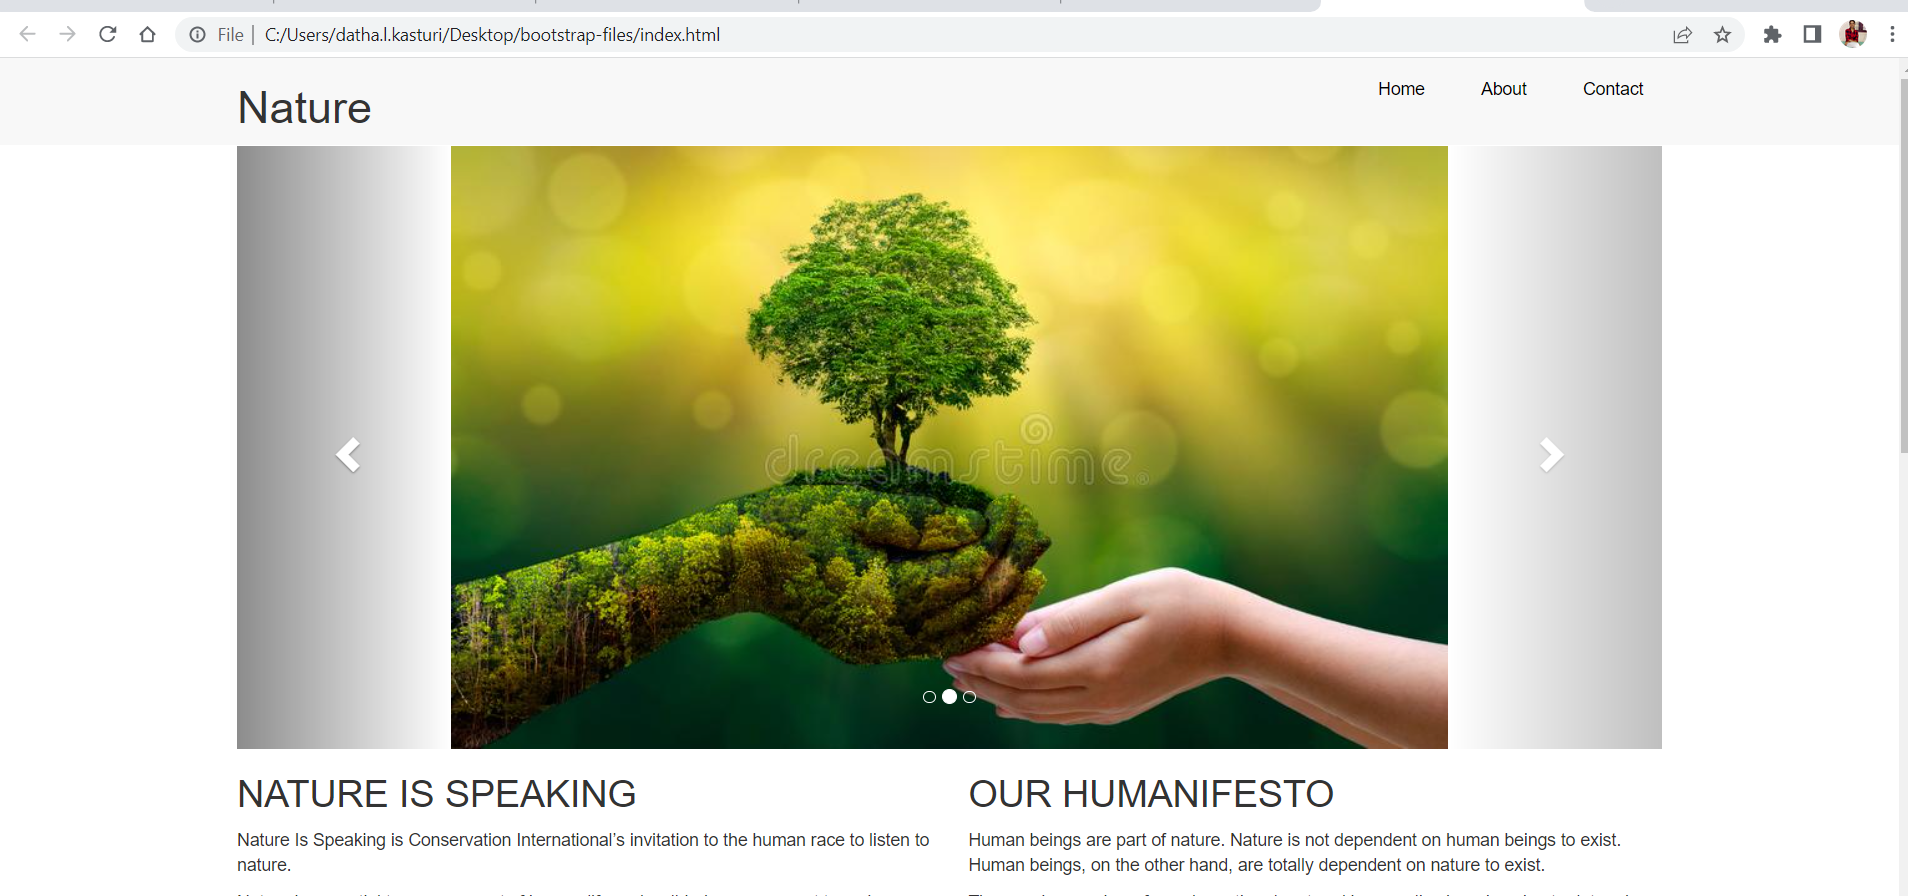 File | C:/Users/datha.l.kasturi/Desktop/bootstrap-files/index.html
Nature
Home About Contact
dreamstime
NATURE IS SPEAKING
Nature Is Speaking is Conservation International’s invitation to the human race to listen to
nature.
OUR HUMANIFESTO
Human beings are part of nature. Nature is not dependent on human beings to exist.
Human beings, on the other hand, are totally dependent on nature to exist.